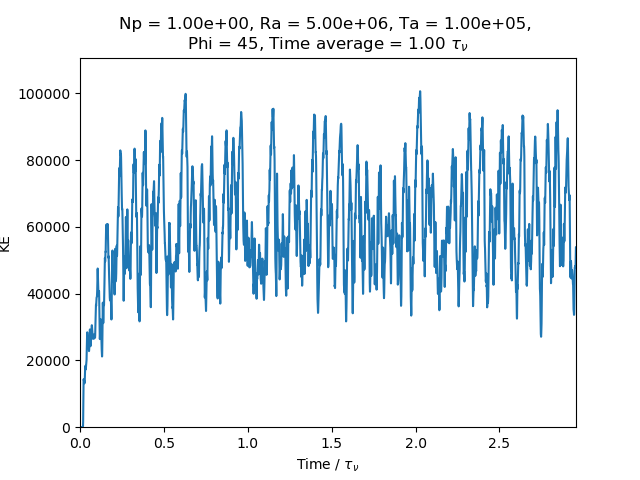 Np = 1.00e+00, Ra = 5.00e+06, Ta = 1.00e+05,
Phi = 45, Time average = 1.00 τν
100000
80000
60000
40000
20000
0
KE
0.0 0.5 1.0 1.5 2.0 2.5
Time / τν